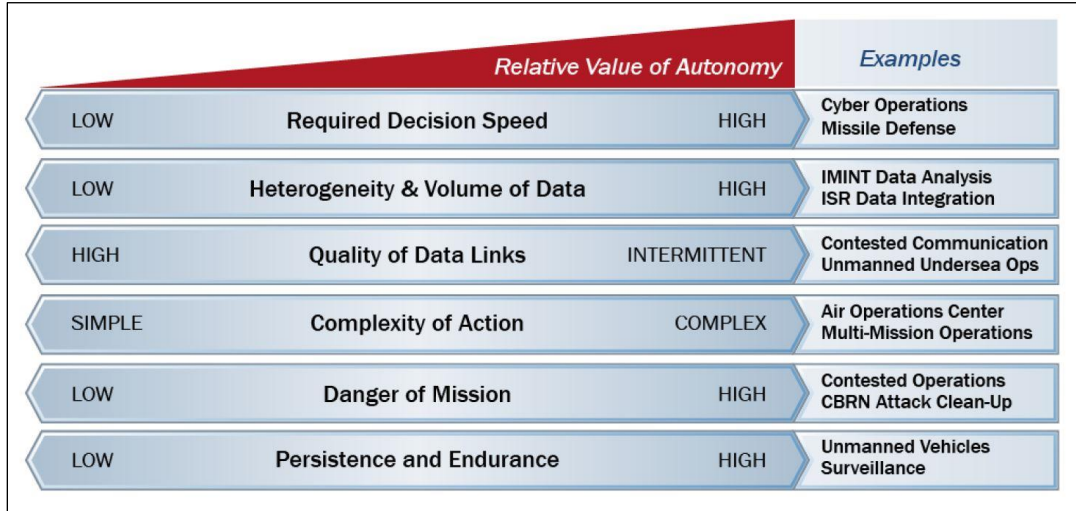 Relative Value of Autonomy
Examples
LOW Required Decision Speed HIGH
Cyber Operations
Missile Defense
LOW Heterogeneity & Volume of Data HIGH
IMINT Data Analysis
ISR Data Integration
HIGH Quality of Data Links INTERMITTENT
Contested Communication
Unmanned Undersea Ops
SIMPLE Complexity of Action COMPLEX
Air Operations Center
Multi-Mission Operations
LOW Danger of Mission HIGH
Contested Operations
CBRN Attack Clean-Up
LOW Persistence and Endurance HIGH
Unmanned Vehicles
Surveillance